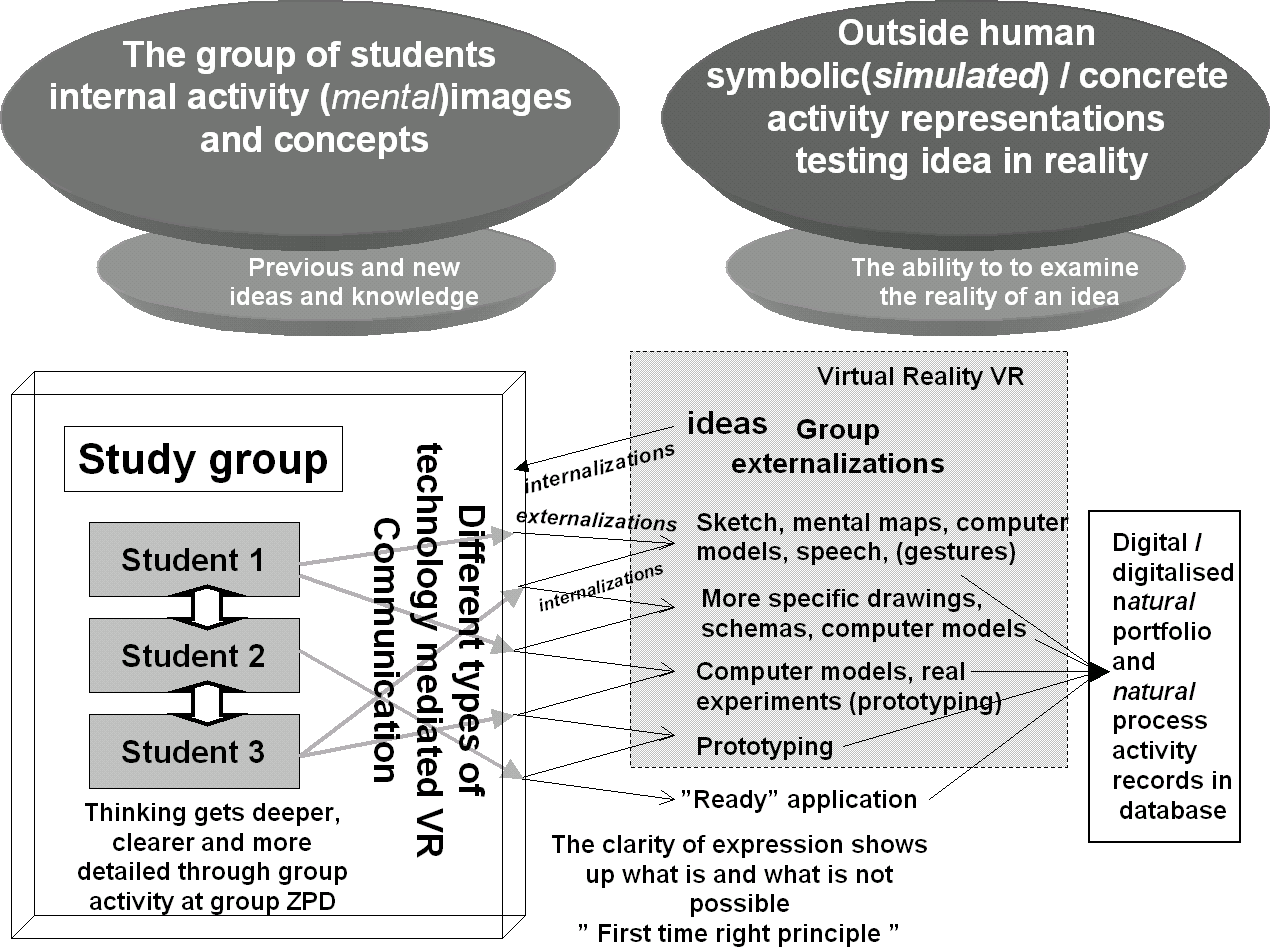 The group of students
internal activity (mental)images
and concepts
Outside human
symbolic(simulated) / concrete
activity representations
testing idea in reality
Previous and new
ideas and knowledge
The ability to to examine
the reality of an idea
Study group
Student 1
Student 2
Student 3
Thinking gets deeper,
clearer and more
detailed through group
activity at group ZPD
Different types of
technology mediated VR
Communication
internalizations
externalizations
internalizations
Virtual Reality VR
ideas Group
externalizations
Sketch, mental maps, computer
models, speech, (gestures)
More specific drawings,
schemas, computer models
Computer models, real
experiments (prototyping)
Prototyping
”Ready” application
The clarity of expression shows
up what is and what is not
possible
” First time right principle ”
Digital /
digitalised
natural
portfolio
and
natural
process
activity
records in
database